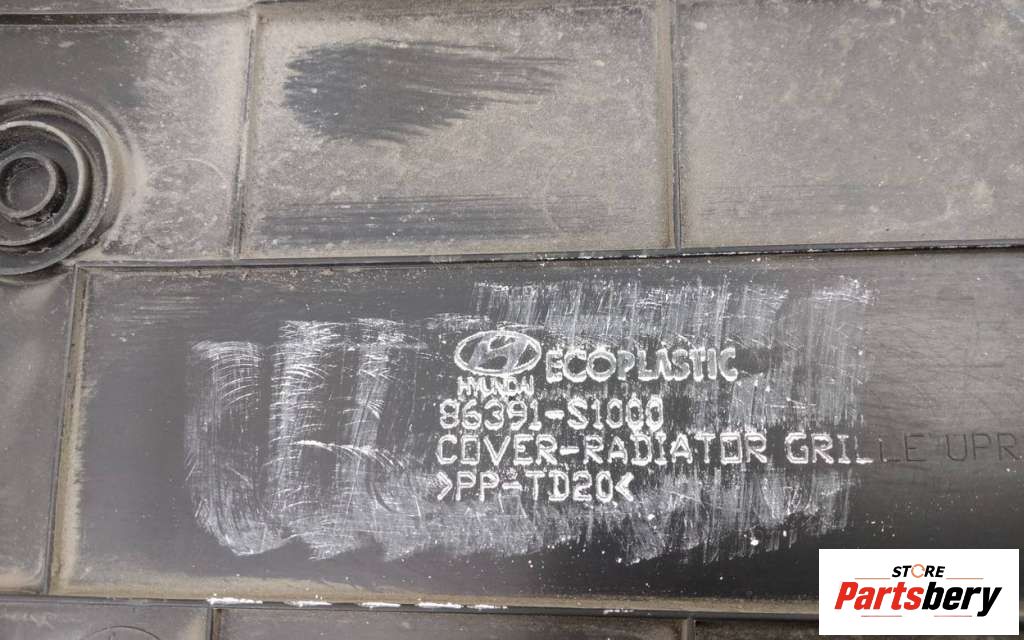 HYUNDAI ECOPLASTIC
86391-S1000
COVER-RADIATOR GRILLE UPR
>PP-TD20<
STORE
Partsbery